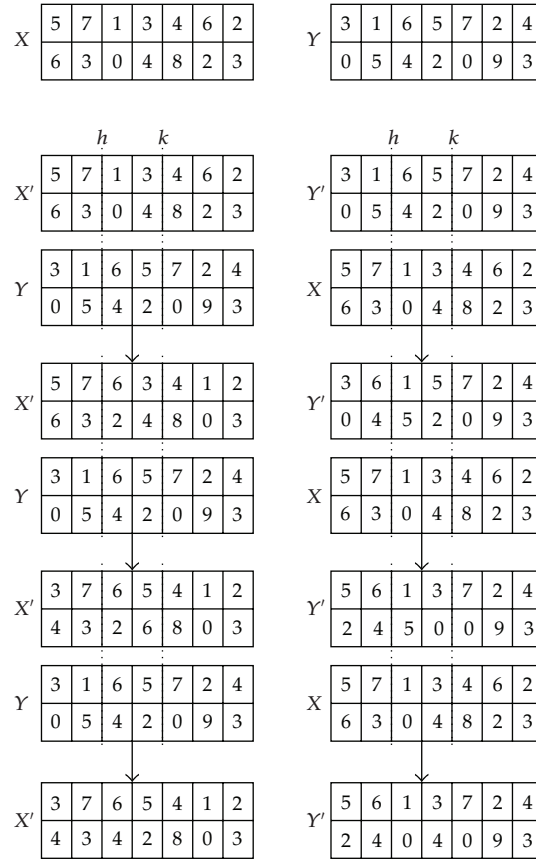 X 5 7 1 3 4 6 2
6 3 0 4 8 2 3
Y 3 1 6 5 7 2 4
0 5 4 2 0 9 3
h k
X′ 5 7 1 3 4 6 2
6 3 0 4 8 2 3
Y 3 1 6 5 7 2 4
0 5 4 2 0 9 3
X′ 5 7 6 3 4 1 2
6 3 2 4 8 0 3
Y 3 1 6 5 7 2 4
0 5 4 2 0 9 3
X′ 3 7 6 5 4 1 2
4 3 2 6 8 0 3
Y 3 1 6 5 7 2 4
0 5 4 2 0 9 3
X′ 3 7 6 5 4 1 2
4 3 4 2 8 0 3
h k
Y′ 3 1 6 5 7 2 4
0 5 4 2 0 9 3
X 5 7 1 3 4 6 2
6 3 0 4 8 2 3
Y′ 3 6 1 5 7 2 4
0 4 5 2 0 9 3
X 5 7 1 3 4 6 2
6 3 0 4 8 2 3
Y′ 5 6 1 3 7 2 4
2 4 5 0 0 9 3
X 5 7 1 3 4 6 2
6 3 0 4 8 2 3
Y′ 5 6 1 3 7 2 4
2 4 0 4 0 9 3